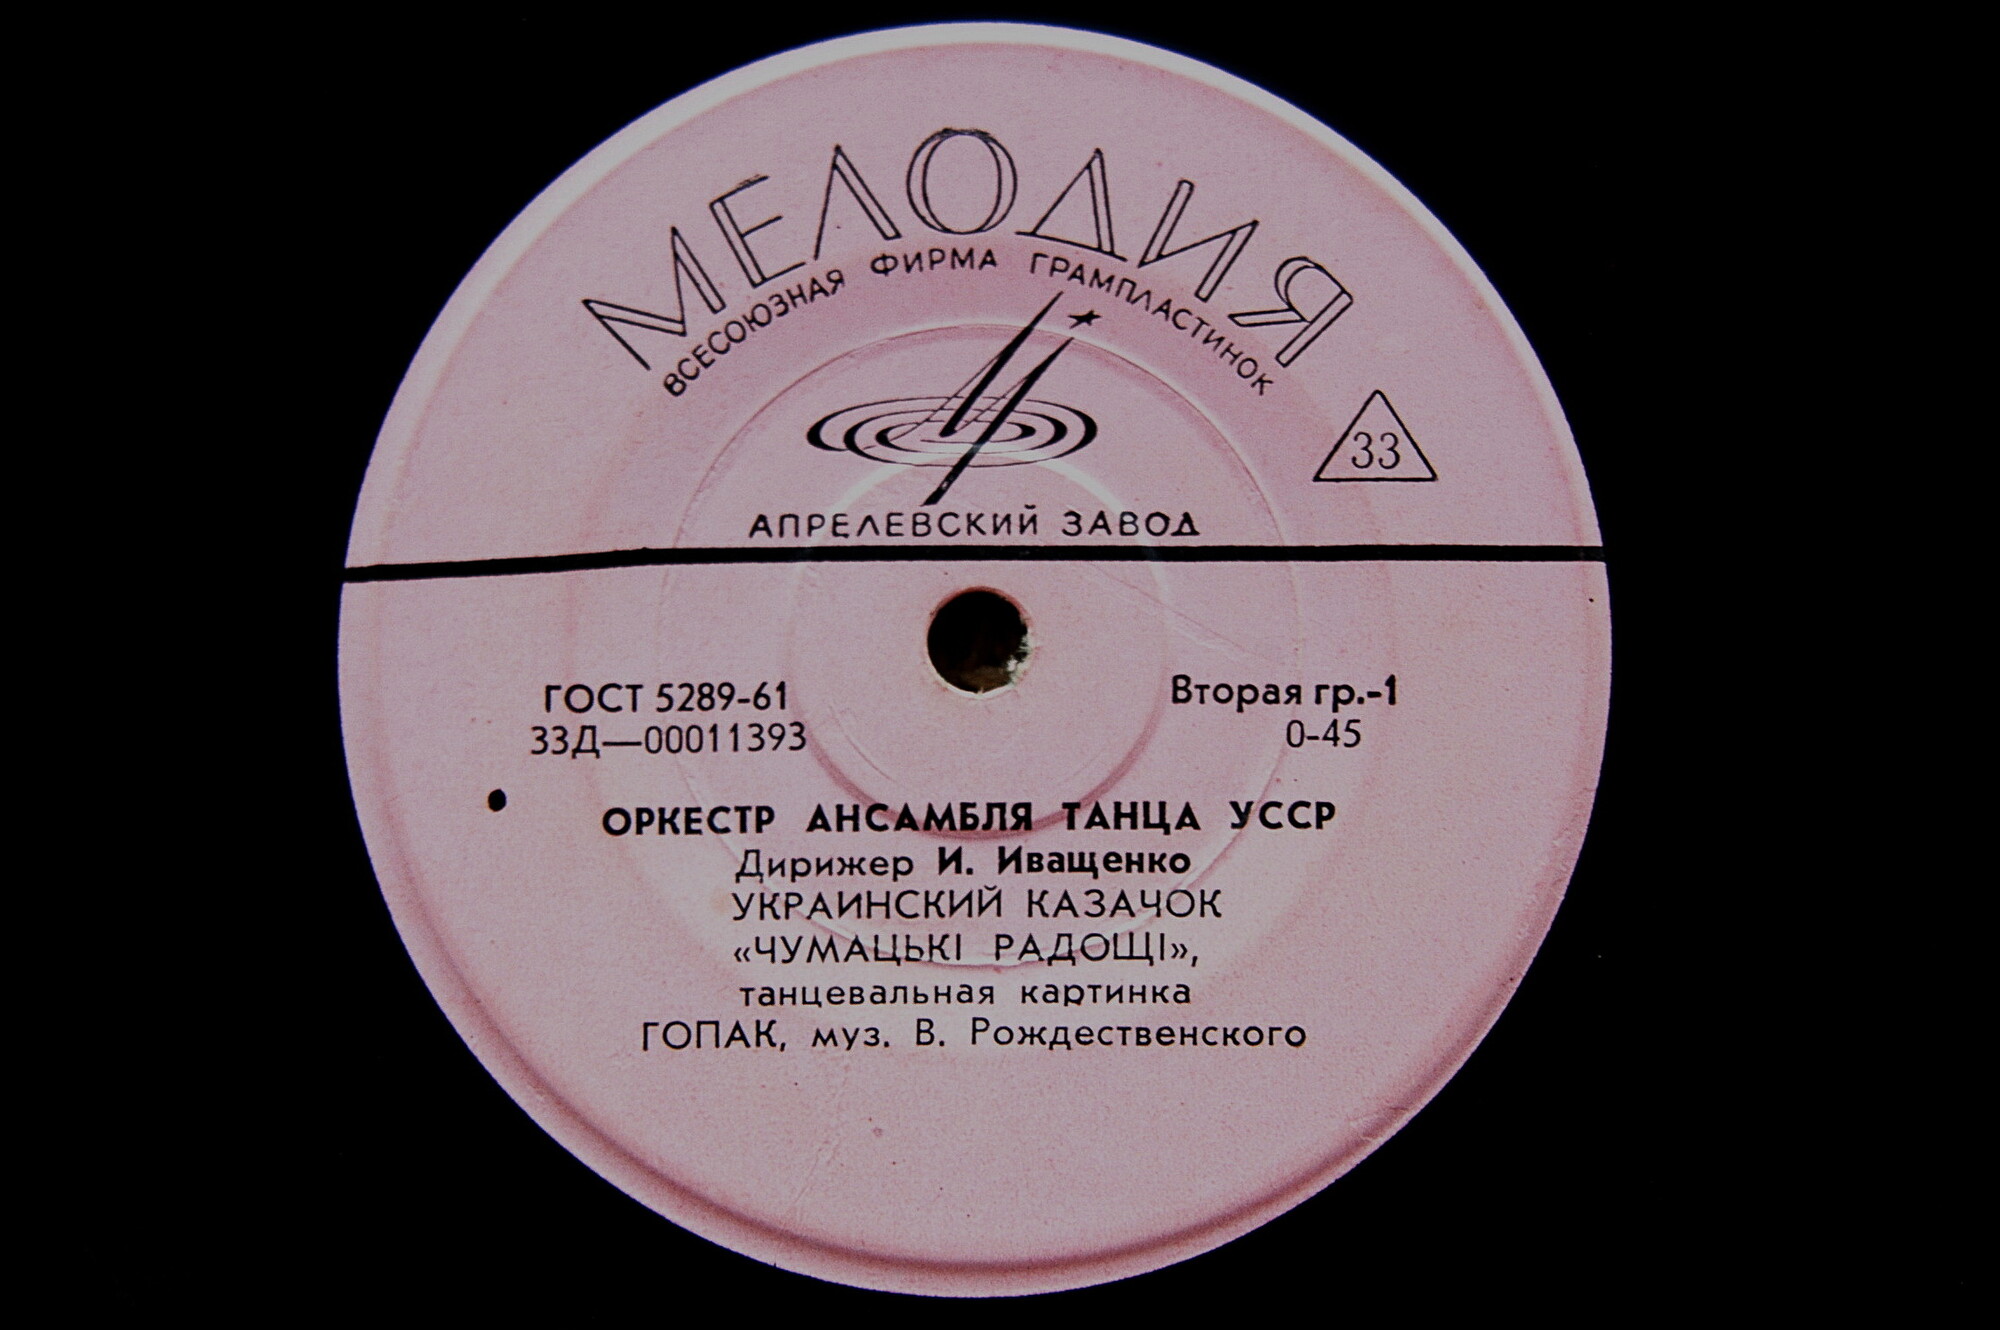 МЕЛОДИЯ
ВСЕСОЮЗНАЯ ФИРМА ГРАМПЛАСТИНОК
33
АПРЕЛЕВСКИЙ ЗАВОД
ГОСТ 5289-61
Вторая гр.-1
33Д—00011393
0-45
ОРКЕСТР АНСАМБЛЯ ТАНЦА УССР
Дирижер И. Иващенко
УКРАИНСКИЙ КАЗАЧОК
«ЧУМАЦЬКІ РАДОЩІ»,
танцевальная картинка
ГОПАК, муз. В. Рождественского